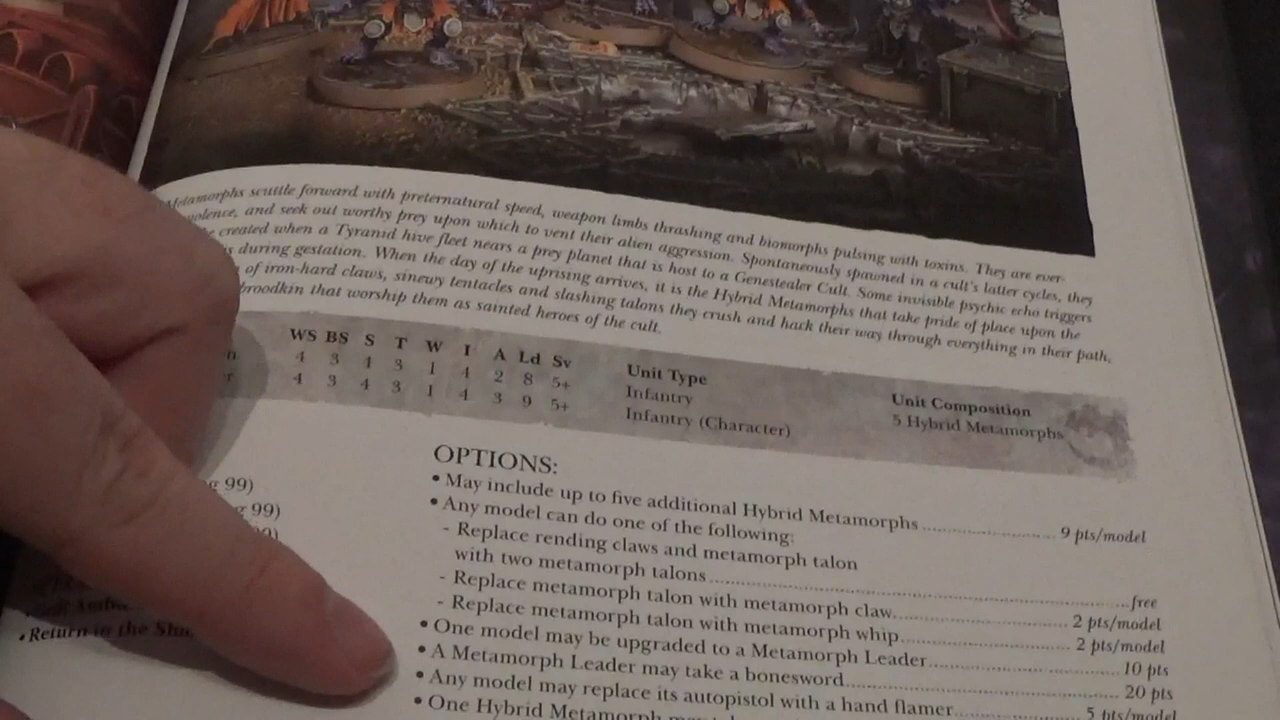 Metamorphs scuttle forward with preternatural speed, weapon limbs thrashing and biomorphs pulsing with toxins. They are ever-
and seek out worthy prey upon which to vent their alien aggression. Spontaneously spawned in a cult's latter cycles, they
created when a Tyranid hive fleet nears a prey planet that is host to a Genestealer Cult. Some invisible psychic echo triggers
during gestation. When the day of the uprising arrives, it is the Hybrid Metamorphs that take pride of place upon the
of iron-hard claws, sinewy tentacles and slashing talons they crush and hack their way through everything in their path,
broodkin that worship them as sainted heroes of the cult.
WS BS S T W I A Ld Sv Unit Type Unit Composition
4 3 4 3 1 4 2 8 5+ Infantry 5 Hybrid Metamorphs
4 3 4 3 1 4 3 9 5+ Infantry (Character)
99)
99)
OPTIONS:
• May include up to five additional Hybrid Metamorphs ........ 9 pts/model
• Any model can do one of the following:
- Replace rending claws and metamorph talon
with two metamorph talons ........ free
- Replace metamorph talon with metamorph claw ........ 2 pts/model
- Replace metamorph talon with metamorph whip ........ 2 pts/model
• One model may be upgraded to a Metamorph Leader ........ 10 pts
• A Metamorph Leader may take a bonesword ........ 20 pts
• Any model may replace its autopistol with a hand flamer ........ 5 pts/model
• One Hybrid Metamorph
• Return to the